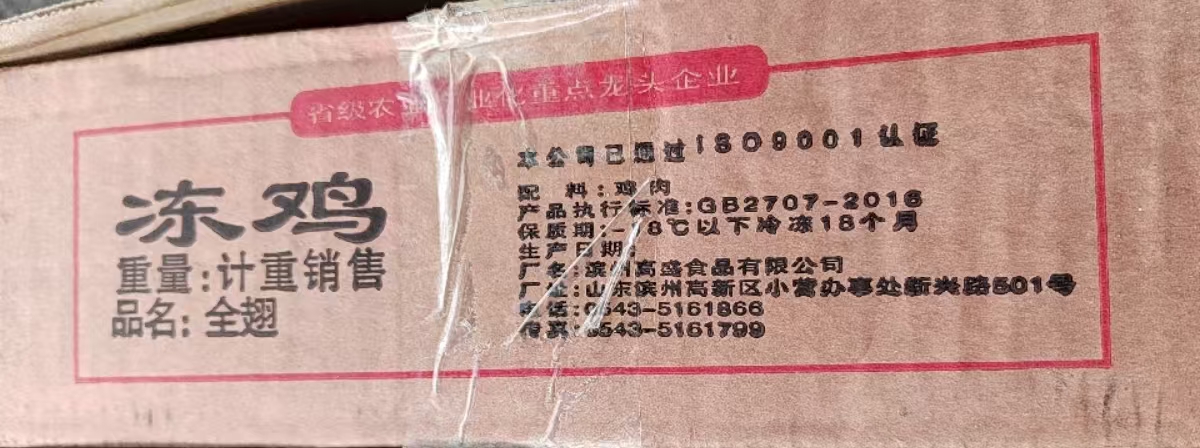 省级农业 业化重点龙头企业
冻鸡
重量:计重销售
品名:全翅
本公司已通过ISO9001认证
配 料:鸡肉
产品执行标准:GB2707-2016
保质期:-18℃以下冷冻18个月
生产日期:
厂名:滨州高盛食品有限公司
厂址:山东滨州高新区小营办事处新兴路501号
电话:0543-5161866
传真:0543-5161799